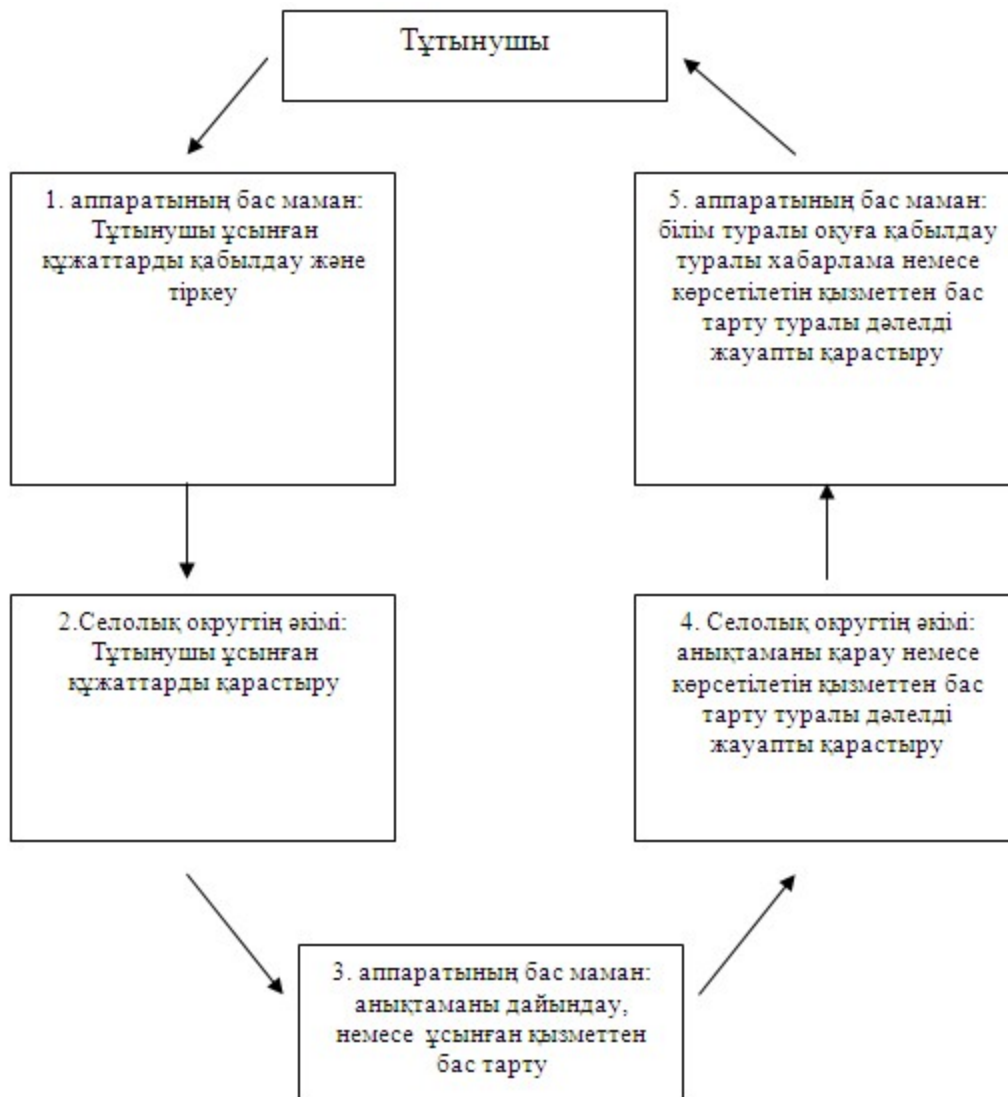 Тұтынушы
1. аппаратының бас маман:
Тұтынушы ұсынған
құжаттарды қабылдау және
тіркеу
2.Селолық округтің әкімі:
Тұтынушы ұсынған
құжаттарды қарастыру
3. аппаратының бас маман:
анықтаманы дайындау,
немесе ұсынған қызметтен
бас тарту
4. Селолық округтің әкімі:
анықтаманы қарау немесе
көрсетілетін қызметтен бас
тарту туралы дәлелді
жауапты қарастыру
5. аппаратының бас маман:
білім туралы оқуға қабылдау
туралы хабарлама немесе
көрсетілетін қызметтен бас
тарту туралы дәлелді
жауапты қарастыру